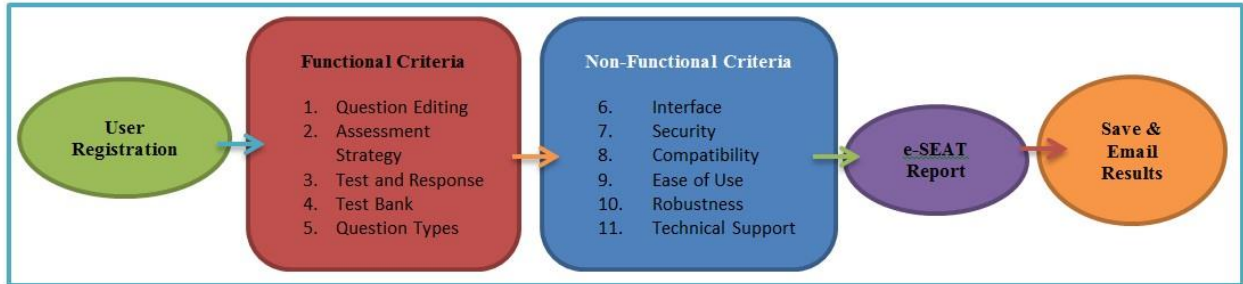 User
Registration
Functional Criteria
1. Question Editing
2. Assessment
Strategy
3. Test and Response
4. Test Bank
5. Question Types
Non-Functional Criteria
6. Interface
7. Security
8. Compatibility
9. Ease of Use
10. Robustness
11. Technical Support
e-SEAT
Report
Save &
Email
Results